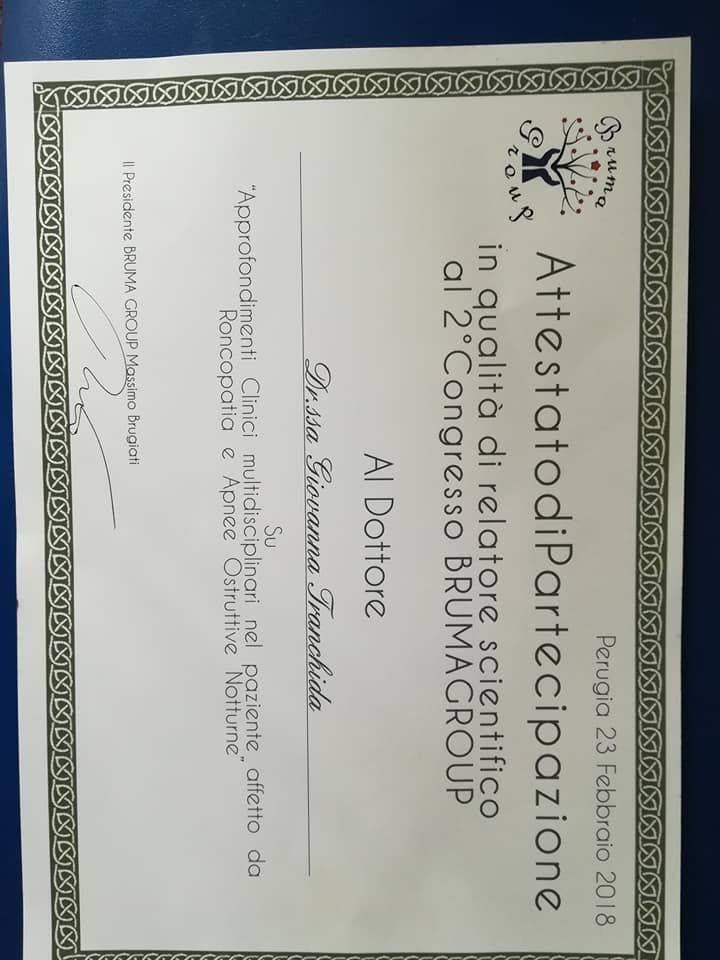 Bruma
Group
Perugia 23 Febbraio 2018
AttestatodiPartecipazione
in qualità di relatore scientifico
al 2°Congresso BRUMAGROUP
Al Dottore
Dr.ssa Giovanna Tranchida
Su
"Approfondimenti Clinici multidisciplinari nel paziente affetto da
Roncopatia e Apnee Ostruttive Notturne"
Il Presidente BRUMA GROUP Massimo Brugiati